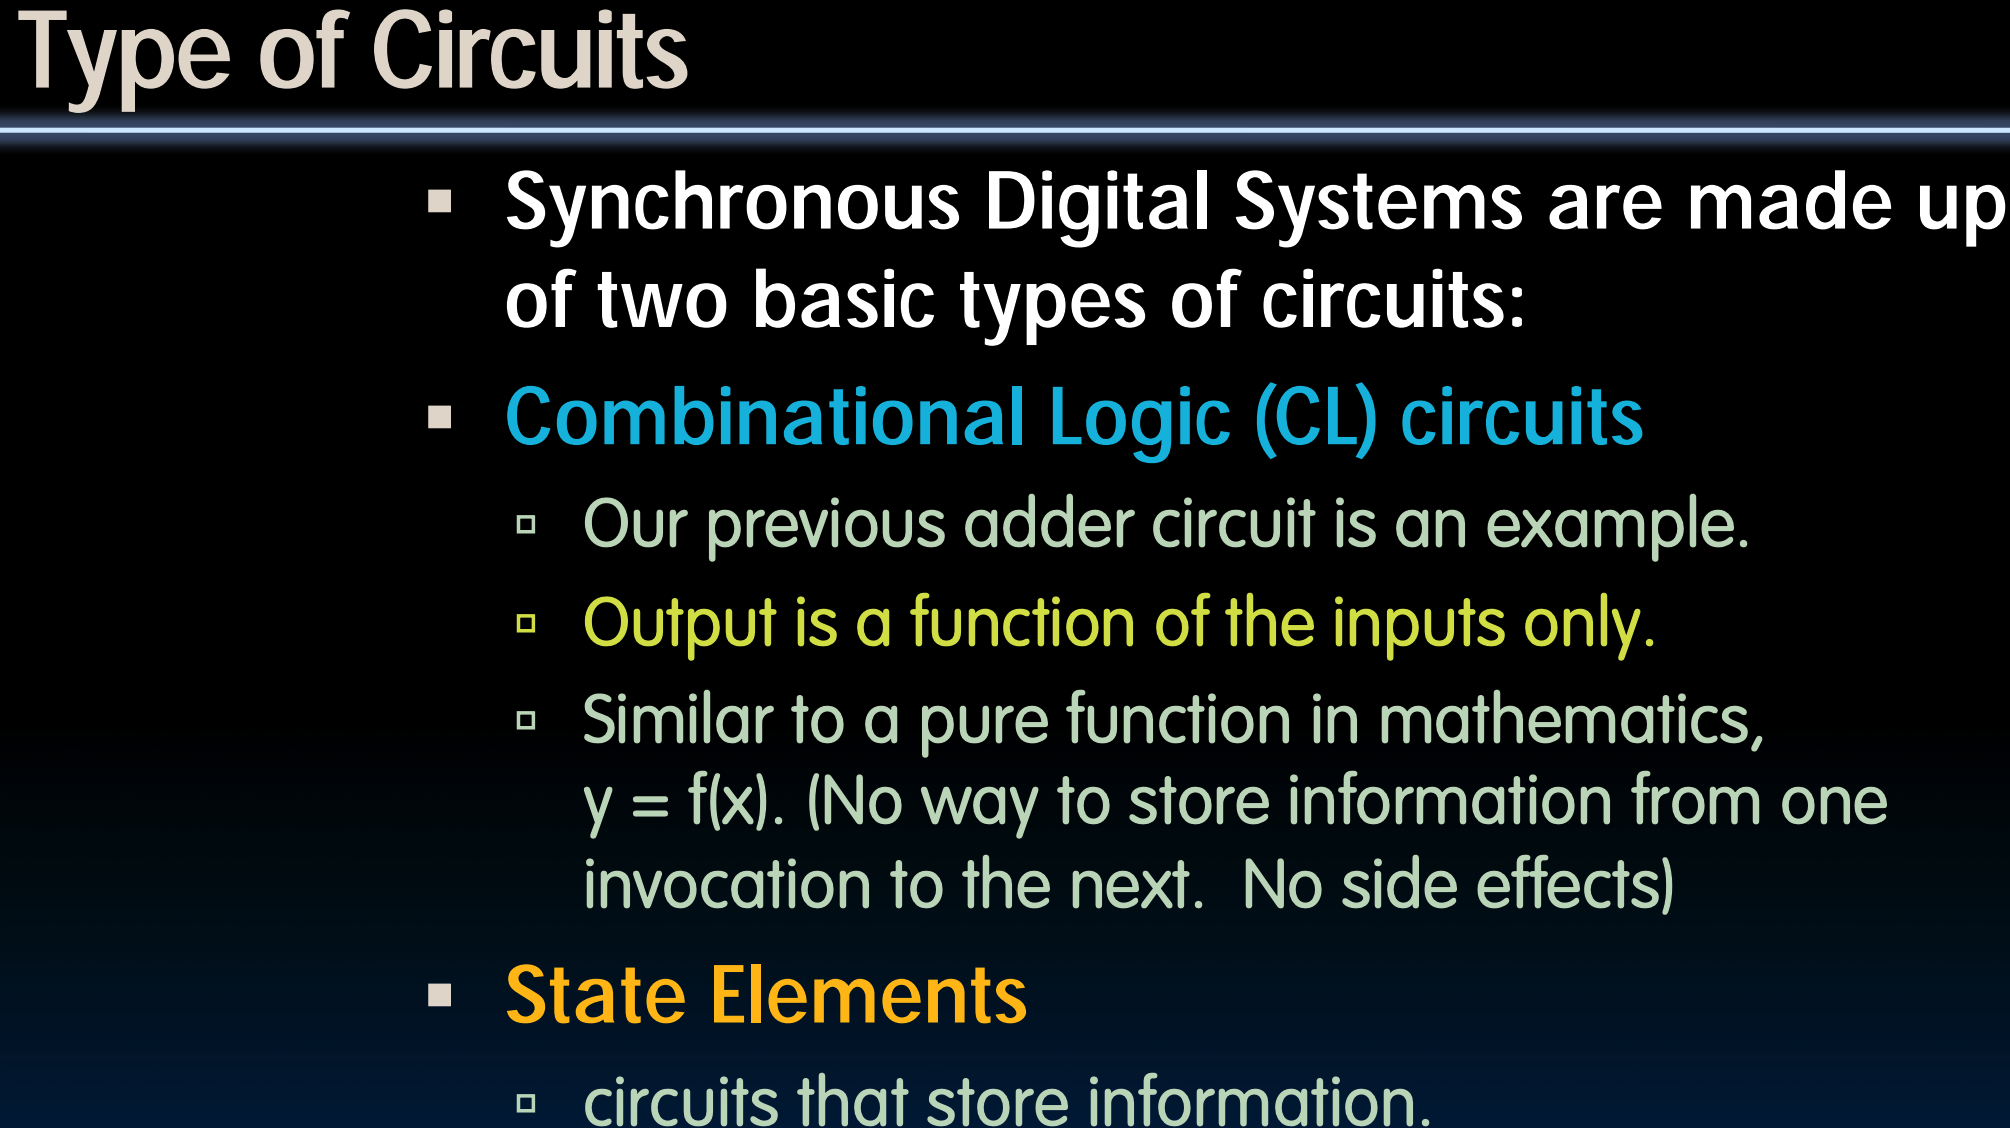 Type of Circuits
Synchronous Digital Systems are made up
of two basic types of circuits:
Combinational Logic (CL) circuits
Our previous adder circuit is an example.
Output is a function of the inputs only.
Similar to a pure function in mathematics,
y = f(x). (No way to store information from one
invocation to the next.  No side effects)
State Elements
circuits that store information.